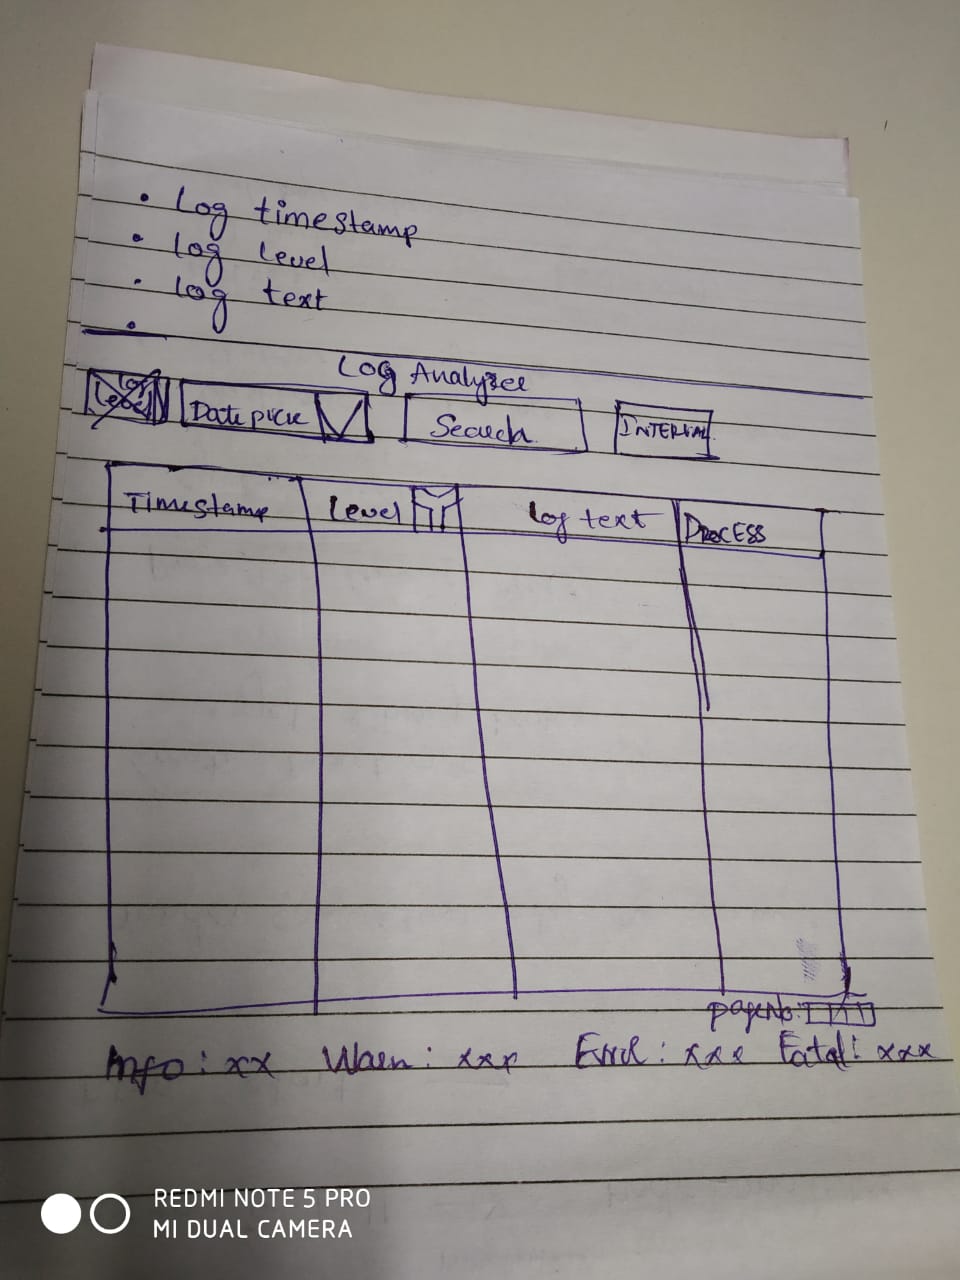 • Log timestamp
• Log Level
• Log text
•
Log Analyzer
Log Level
Date picker
Search
INTERVAL
Timestamp Level Log text PROCESS
page No:
Info : xx Warn : xxx Error : xxx Fatal : xxx
REDMI NOTE 5 PRO
MI DUAL CAMERA